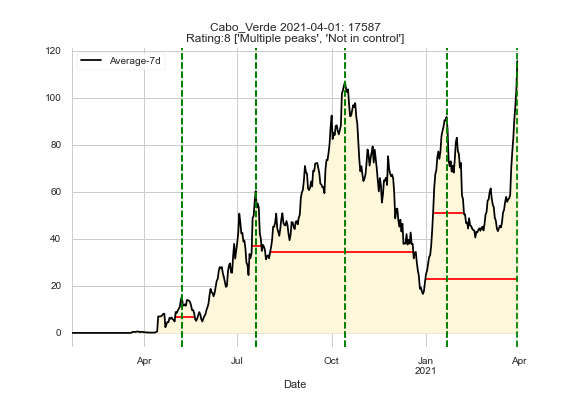 Cabo_Verde 2021-04-01: 17587
Rating:8 ['Multiple peaks', 'Not in control']
Average-7d
120
100
80
60
40
20
0
Apr
Jul
Oct
Jan
2021
Apr
Date